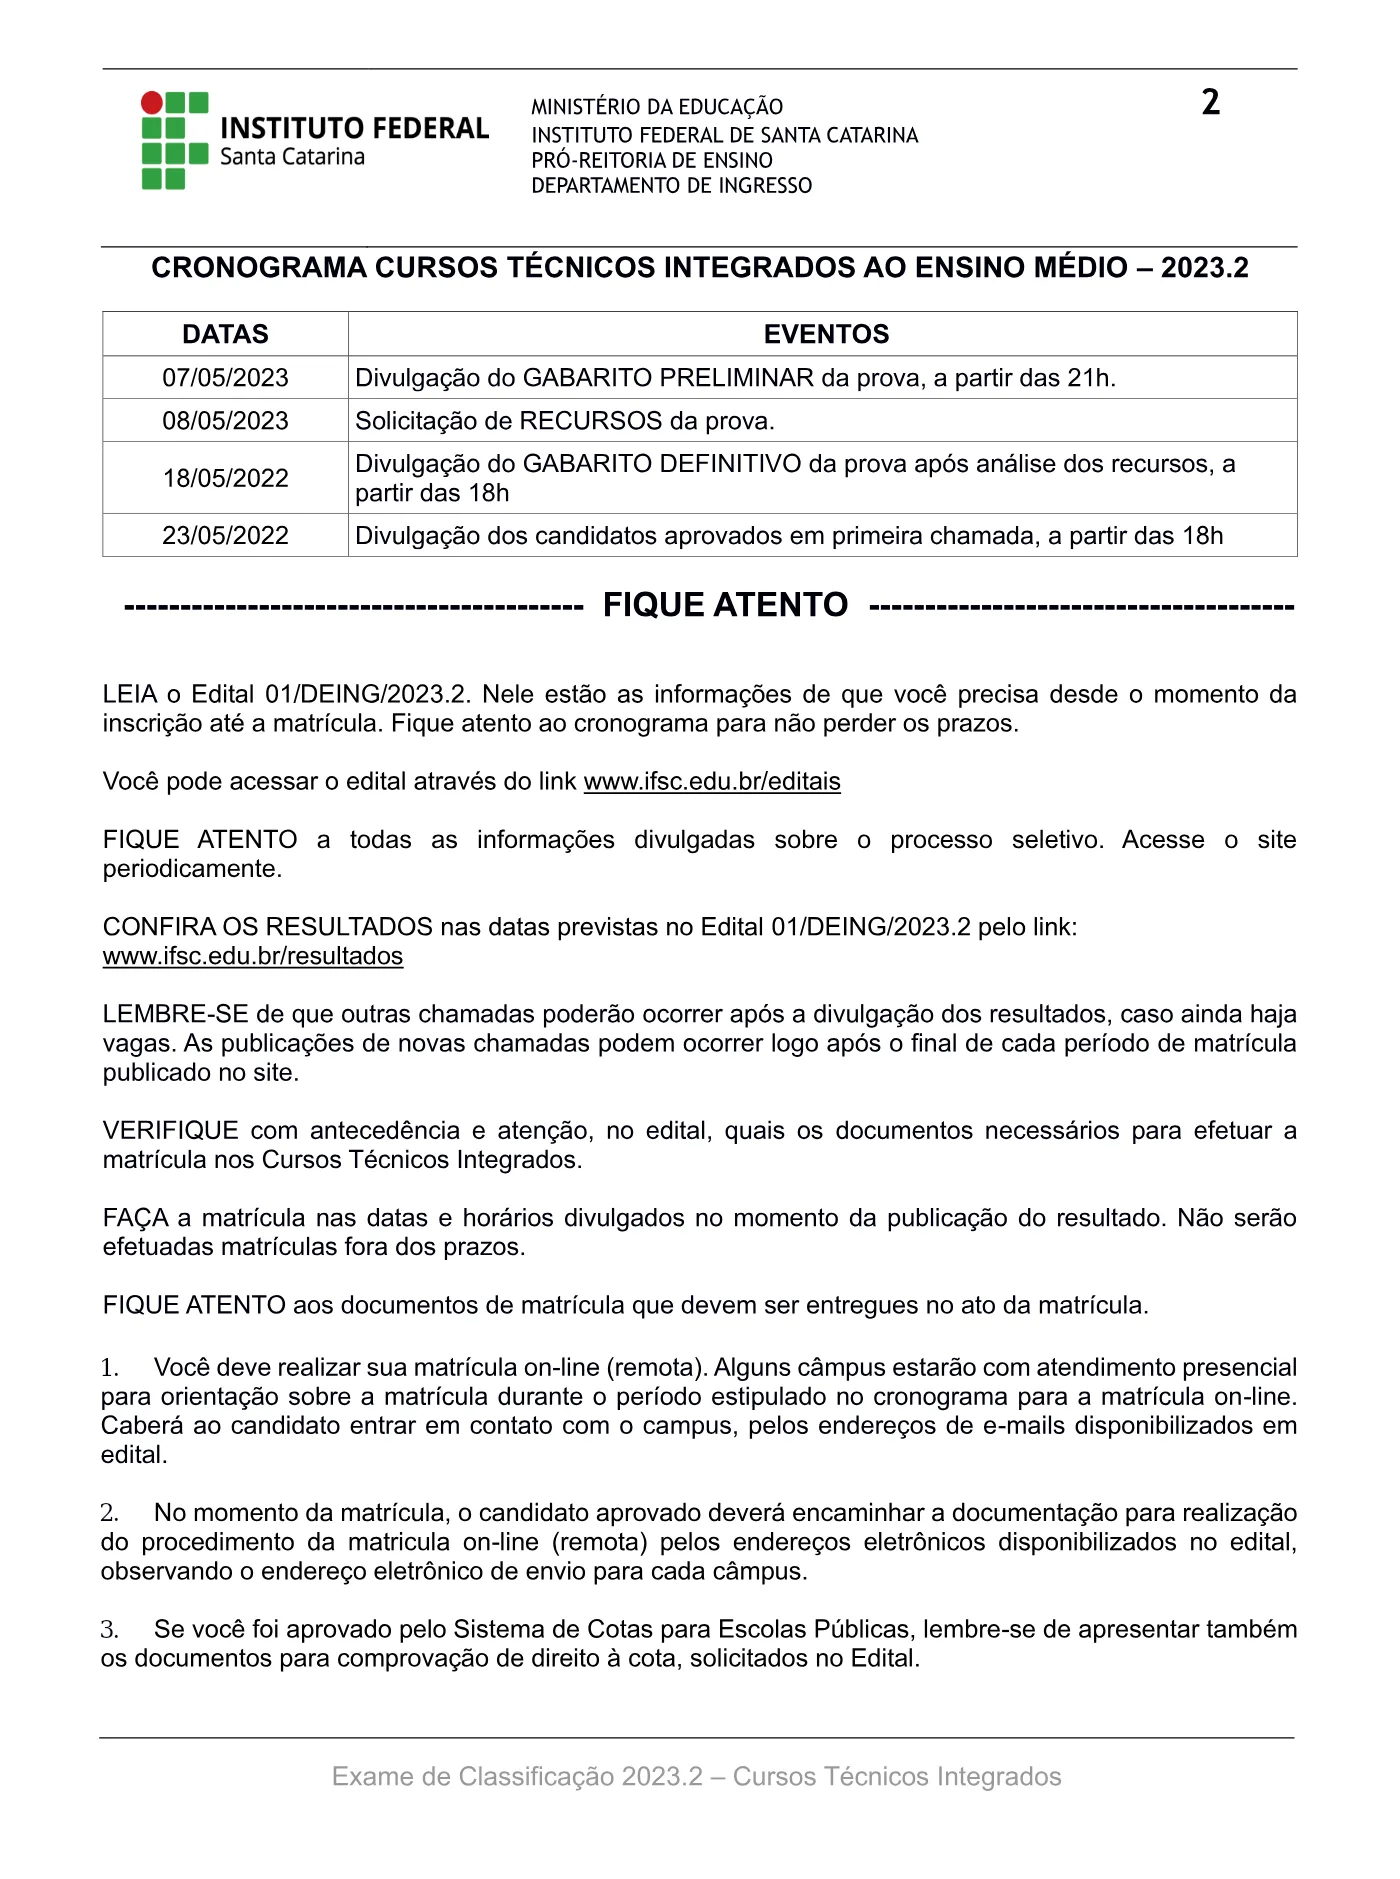 INSTITUTO FEDERAL
Santa Catarina
MINISTÉRIO DA EDUCAÇÃO
INSTITUTO FEDERAL DE SANTA CATARINA
PRÓ-REITORIA DE ENSINO
DEPARTAMENTO DE INGRESSO
2
CRONOGRAMA CURSOS TÉCNICOS INTEGRADOS AO ENSINO MÉDIO – 2023.2
DATAS EVENTOS
07/05/2023 Divulgação do GABARITO PRELIMINAR da prova, a partir das 21h.
08/05/2023 Solicitação de RECURSOS da prova.
18/05/2022 Divulgação do GABARITO DEFINITIVO da prova após análise dos recursos, a
partir das 18h
23/05/2022 Divulgação dos candidatos aprovados em primeira chamada, a partir das 18h
----------------------------------------- FIQUE ATENTO --------------------------------------
LEIA o Edital 01/DEING/2023.2. Nele estão as informações de que você precisa desde o momento da
inscrição até a matrícula. Fique atento ao cronograma para não perder os prazos.
Você pode acessar o edital através do link www.ifsc.edu.br/editais
FIQUE ATENTO a todas as informações divulgadas sobre o processo seletivo. Acesse o site
periodicamente.
CONFIRA OS RESULTADOS nas datas previstas no Edital 01/DEING/2023.2 pelo link:
www.ifsc.edu.br/resultados
LEMBRE-SE de que outras chamadas poderão ocorrer após a divulgação dos resultados, caso ainda haja
vagas. As publicações de novas chamadas podem ocorrer logo após o final de cada período de matrícula
publicado no site.
VERIFIQUE com antecedência e atenção, no edital, quais os documentos necessários para efetuar a
matrícula nos Cursos Técnicos Integrados.
FAÇA a matrícula nas datas e horários divulgados no momento da publicação do resultado. Não serão
efetuadas matrículas fora dos prazos.
FIQUE ATENTO aos documentos de matrícula que devem ser entregues no ato da matrícula.
1. Você deve realizar sua matrícula on-line (remota). Alguns câmpus estarão com atendimento presencial
para orientação sobre a matrícula durante o período estipulado no cronograma para a matrícula on-line.
Caberá ao candidato entrar em contato com o campus, pelos endereços de e-mails disponibilizados em
edital.
2. No momento da matrícula, o candidato aprovado deverá encaminhar a documentação para realização
do procedimento da matricula on-line (remota) pelos endereços eletrônicos disponibilizados no edital,
observando o endereço eletrônico de envio para cada câmpus.
3. Se você foi aprovado pelo Sistema de Cotas para Escolas Públicas, lembre-se de apresentar também
os documentos para comprovação de direito à cota, solicitados no Edital.
Exame de Classificação 2023.2 – Cursos Técnicos Integrados